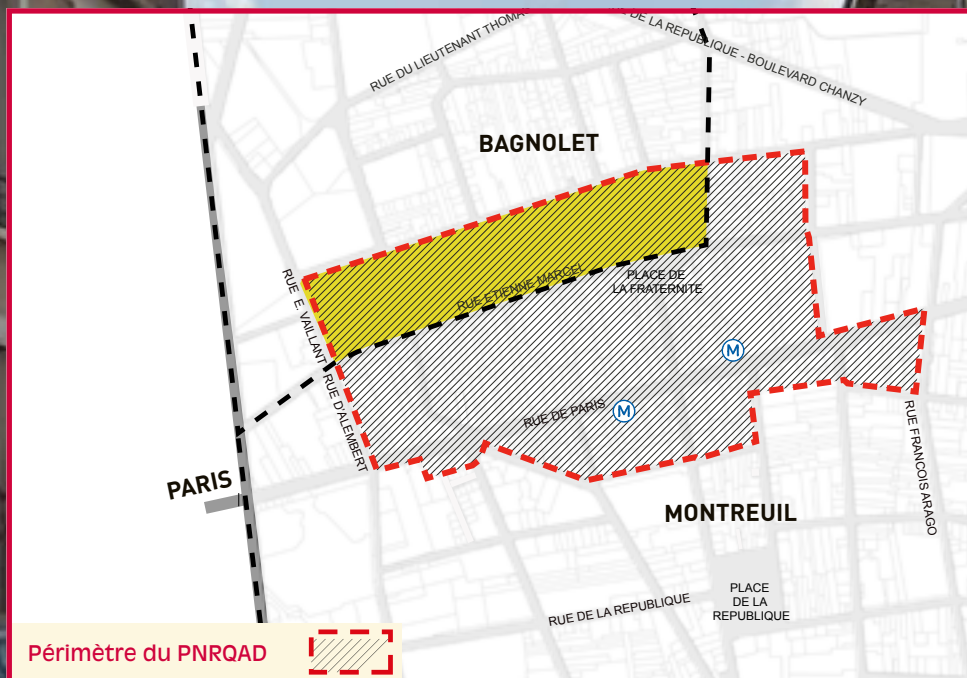 RUE DU LIEUTENANT THOMA
DE LA REPUBLIQUE - BOULEVARD CHANZY
BAGNOLET
RUE E. VAILLANT
RUE ETIENNE MARCEL
PLACE DE
LA FRATERNITE
M
RUE D'ALEMBERT
RUE DE PARIS
M
RUE FRANCOIS ARAGO
PARIS
MONTREUIL
PLACE
DE LA
REPUBLIQUE
RUE DE LA REPUBLIQUE
Périmètre du PNRQAD